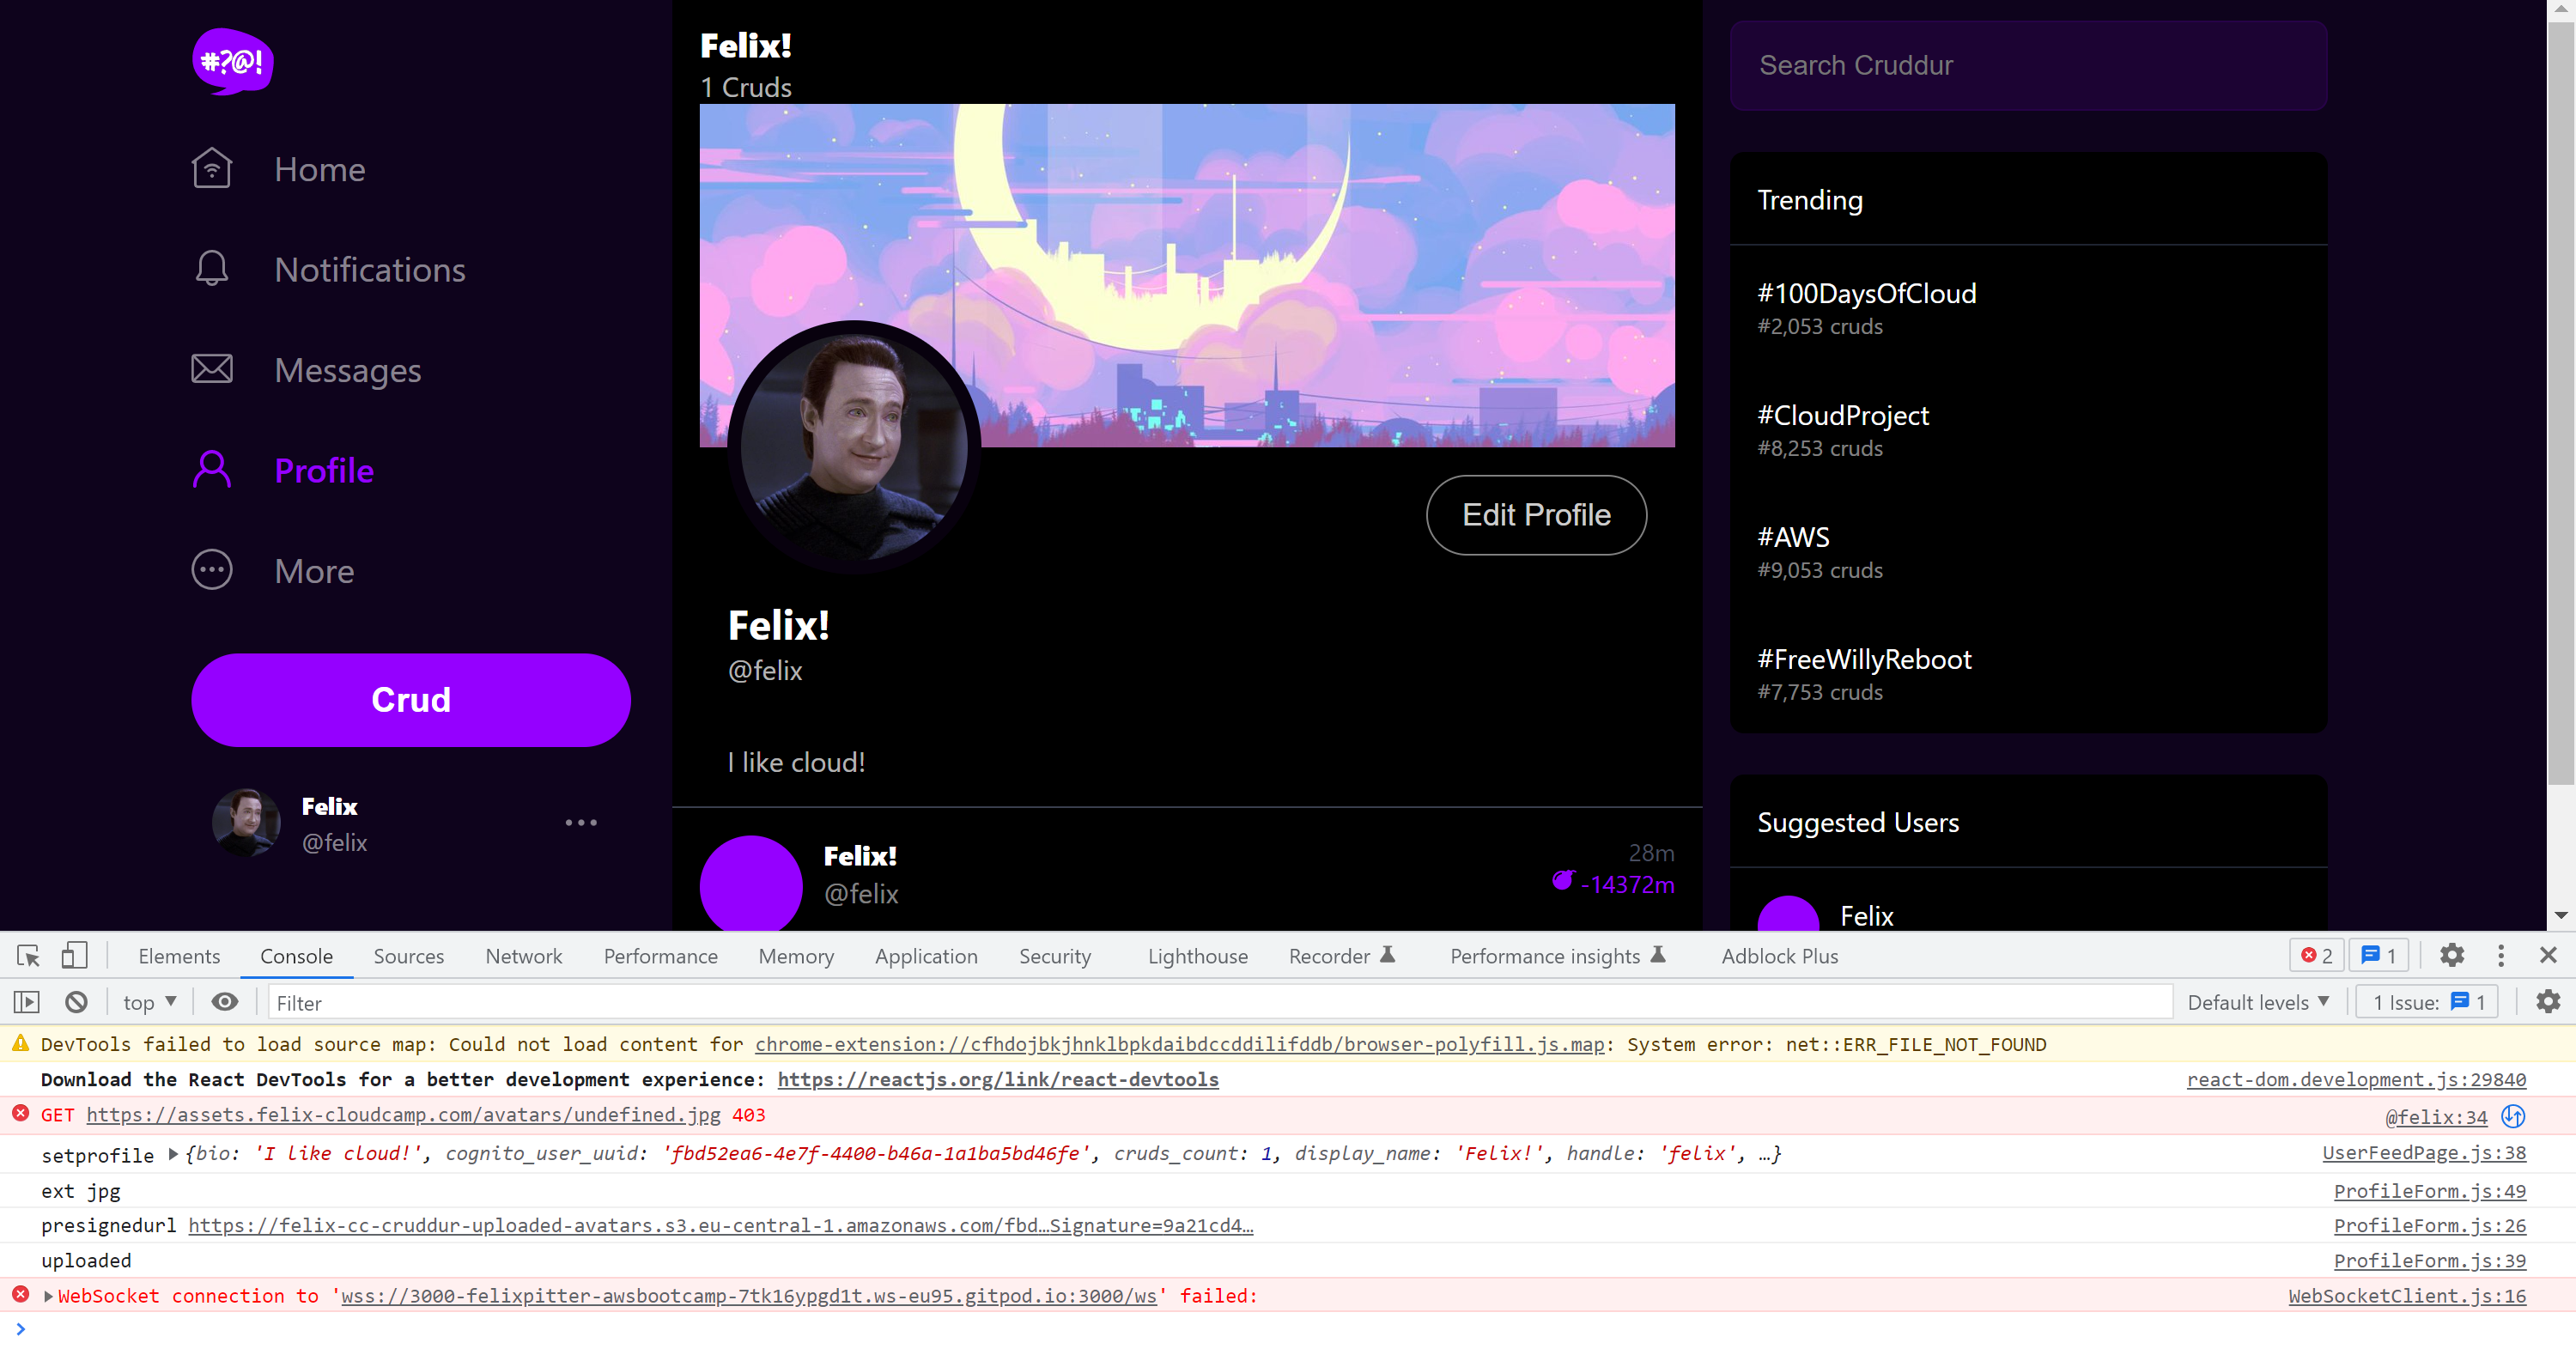 #?@!
Home
Notifications
Messages
Profile
More
Crud
Felix
@felix
Felix!
1 Cruds
Edit Profile
Felix!
@felix
I like cloud!
Felix!
@felix
28m
-14372m
Search Cruddur
Trending
#100DaysOfCloud
#2,053 cruds
#CloudProject
#8,253 cruds
#AWS
#9,053 cruds
#FreeWillyReboot
#7,753 cruds
Suggested Users
Felix
Elements Console Sources Network Performance Memory Application Security Lighthouse Recorder Performance insights Adblock Plus 2 1
top Filter Default levels 1 Issue: 1
DevTools failed to load source map: Could not load content for chrome-extension://cfhdojbkjhnklbpkdaibdccddilifddb/browser-polyfill.js.map: System error: net::ERR_FILE_NOT_FOUND
Download the React DevTools for a better development experience: https://reactjs.org/link/react-devtools react-dom.development.js:29840
GET https://assets.felix-cloudcamp.com/avatars/undefined.jpg 403 @felix:34
setprofile {bio: 'I like cloud!', cognito_user_uuid: 'fbd52ea6-4e7f-4400-b46a-1a1ba5bd46fe', cruds_count: 1, display_name: 'Felix!', handle: 'felix', …} UserFeedPage.js:38
ext jpg ProfileForm.js:49
presignedurl https://felix-cc-cruddur-uploaded-avatars.s3.eu-central-1.amazonaws.com/fbd…Signature=9a21cd4… ProfileForm.js:26
uploaded ProfileForm.js:39
WebSocket connection to 'wss://3000-felixpitter-awsbootcamp-7tk16ypgd1t.ws-eu95.gitpod.io:3000/ws' failed: WebSocketClient.js:16